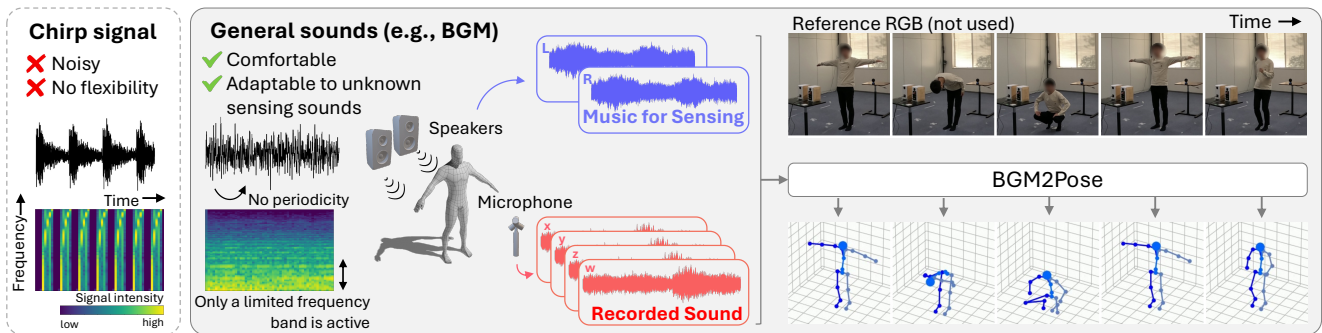 Chirp signal
Noisy
No flexibility
Time
Frequency
Signal intensity
low
high
General sounds (e.g., BGM)
Comfortable
Adaptable to unknown
sensing sounds
No periodicity
Only a limited frequency
band is active
Speakers
Microphone
L
R
Music for Sensing
x
y
z
w
Recorded Sound
Reference RGB (not used)
Time
BGM2Pose